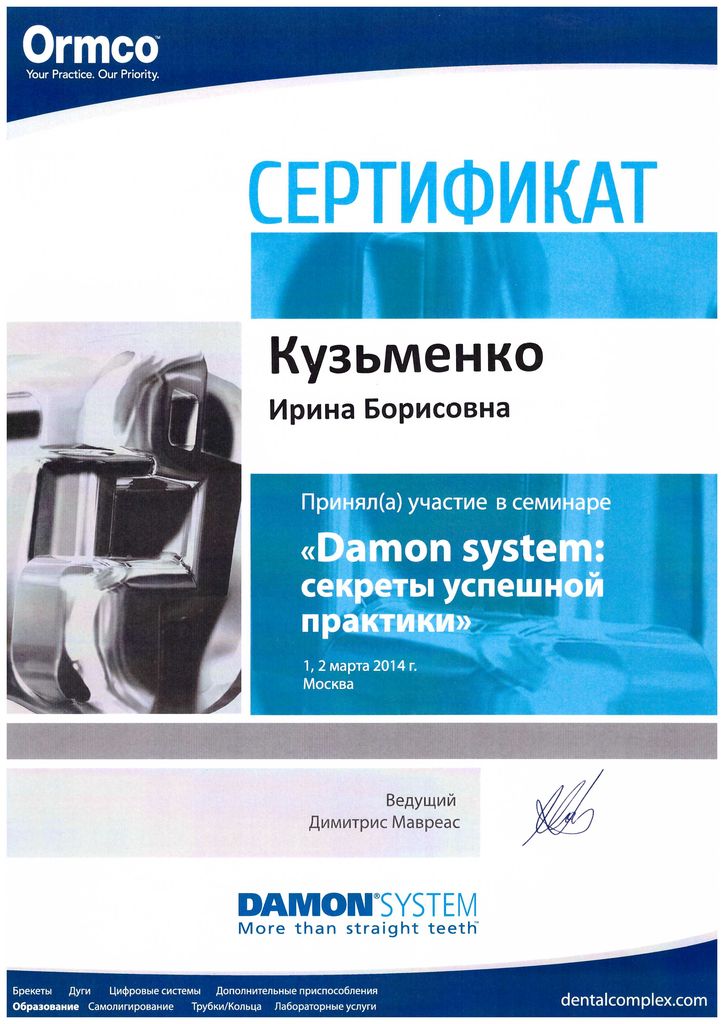 Ormco™
Your Practice. Our Priority.
СЕРТИФИКАТ
Кузьменко
Ирина Борисовна
Принял(а) участие в семинаре
«Damon system:
секреты успешной
практики»
1, 2 марта 2014 г.
Москва
Ведущий
Димитрис Мавреас
DAMON®SYSTEM
More than straight teeth™
Брекеты Дуги Цифровые системы Дополнительные приспособления
Образование Самолигирование Трубки/Кольца Лабораторные услуги
dentalcomplex.com